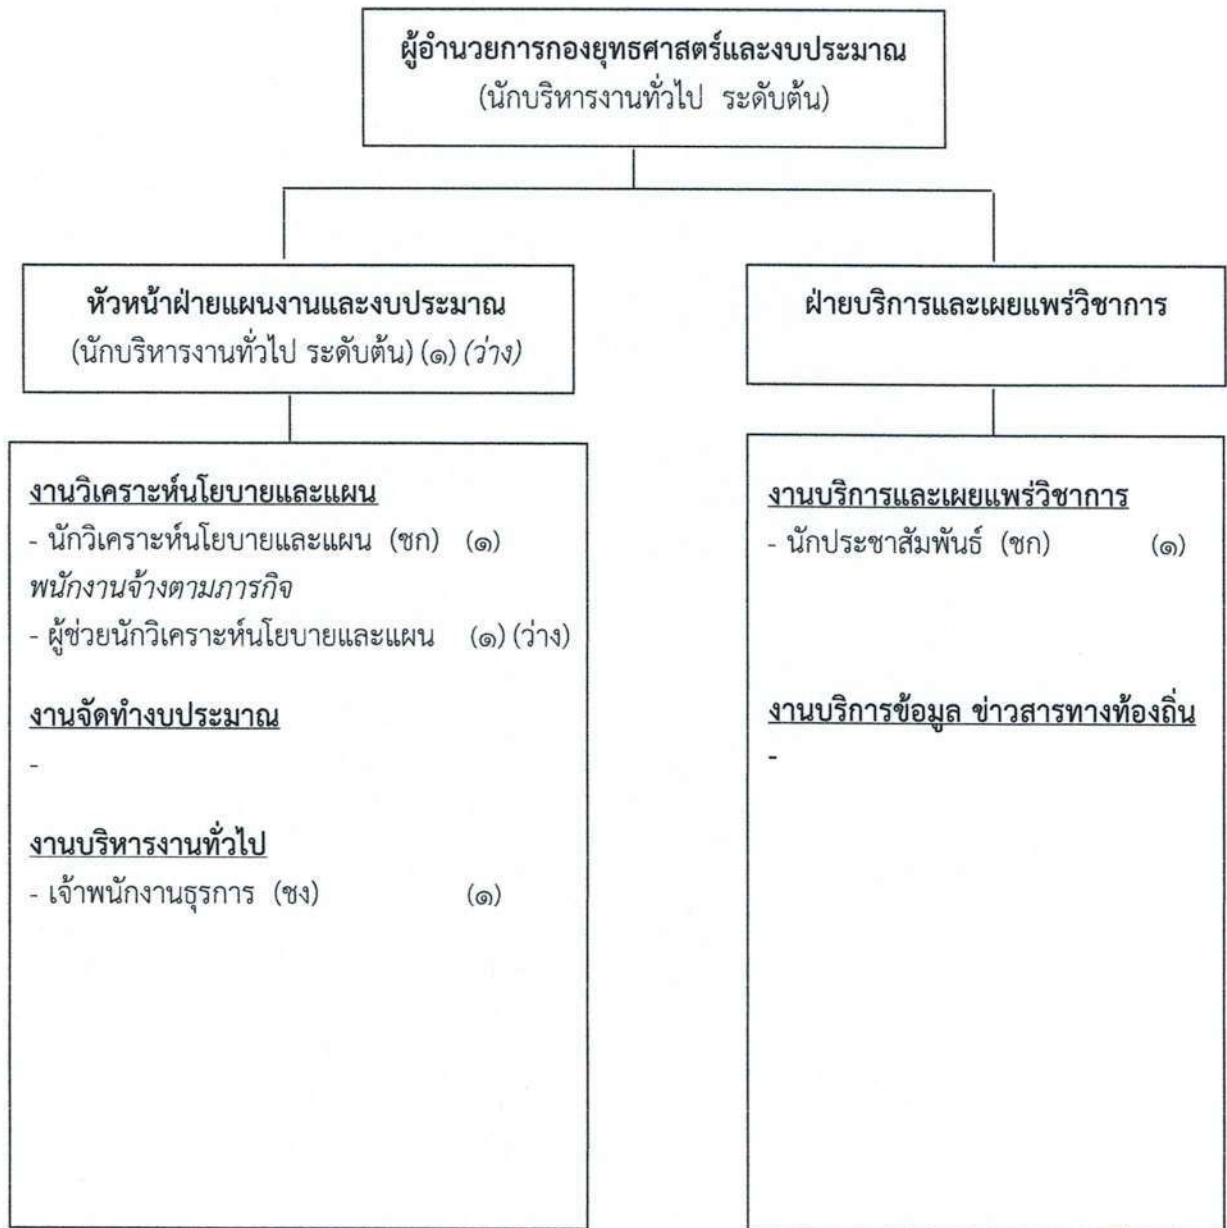 ผู้อำนวยการกองยุทธศาสตร์และงบประมาณ
(นักบริหารงานทั่วไป ระดับต้น)
หัวหน้าฝ่ายแผนงานและงบประมาณ
(นักบริหารงานทั่วไป ระดับต้น) (๑) (ว่าง)
งานวิเคราะห์นโยบายและแผน
- นักวิเคราะห์นโยบายและแผน (ชก) (๑)
พนักงานจ้างตามภารกิจ
- ผู้ช่วยนักวิเคราะห์นโยบายและแผน (๑) (ว่าง)
งานจัดทำงบประมาณ
-
งานบริหารงานทั่วไป
- เจ้าพนักงานธุรการ (ชง) (๑)
ฝ่ายบริการและเผยแพร่วิชาการ
งานบริการและเผยแพร่วิชาการ
- นักประชาสัมพันธ์ (ชก) (๑)
งานบริการข้อมูล ข่าวสารทางท้องถิ่น
-